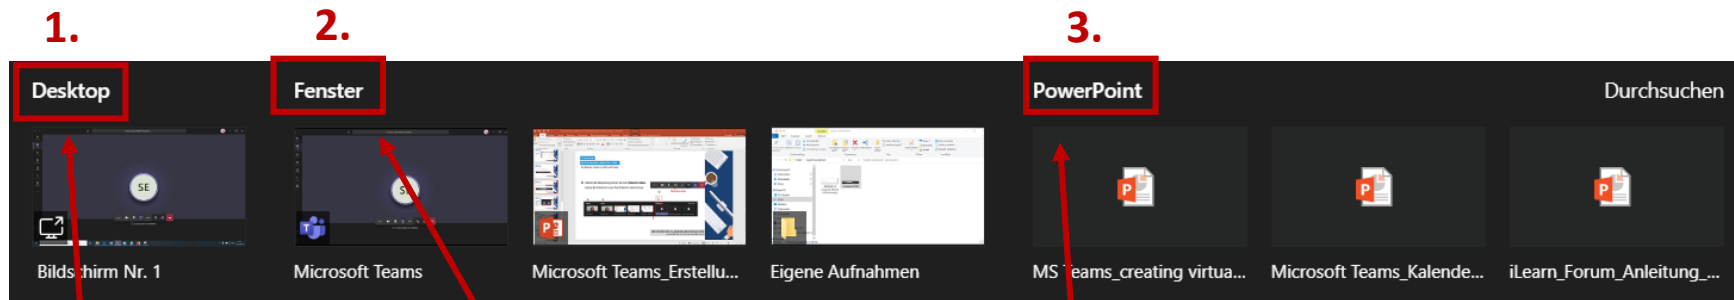 1.
2.
3.
Desktop
Fenster
PowerPoint
Durchsuchen
SE
SE
Bildschirm Nr. 1
Microsoft Teams
Microsoft Teams_Erstellu...
Eigene Aufnahmen
MS Teams_creating virtua...
Microsoft Teams_Kalende...
iLearn_Forum_Anleitung_...